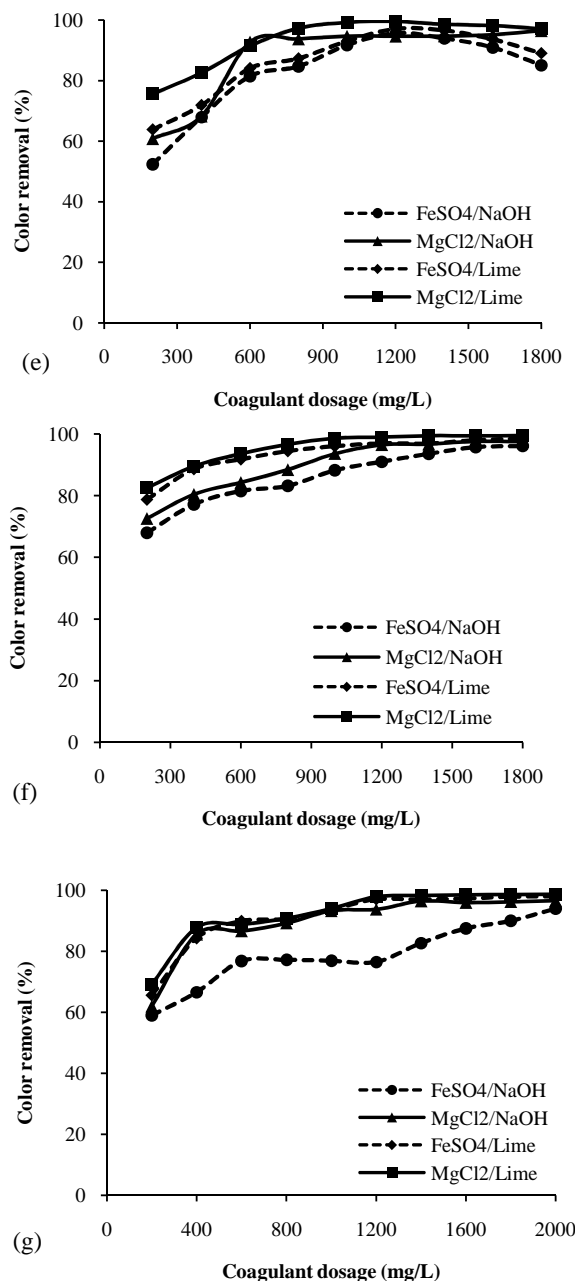 100
80
60
40
20
0
Color removal (%)
FeSO4/NaOH
MgCl2/NaOH
FeSO4/Lime
MgCl2/Lime
0 300 600 900 1200 1500 1800
(e)
Coagulant dosage (mg/L)
100
80
60
40
20
0
Color removal (%)
FeSO4/NaOH
MgCl2/NaOH
FeSO4/Lime
MgCl2/Lime
0 300 600 900 1200 1500 1800
(f)
Coagulant dosage (mg/L)
100
80
60
40
20
0
Color removal (%)
FeSO4/NaOH
MgCl2/NaOH
FeSO4/Lime
MgCl2/Lime
0 400 800 1200 1600 2000
(g)
Coagulant dosage (mg/L)